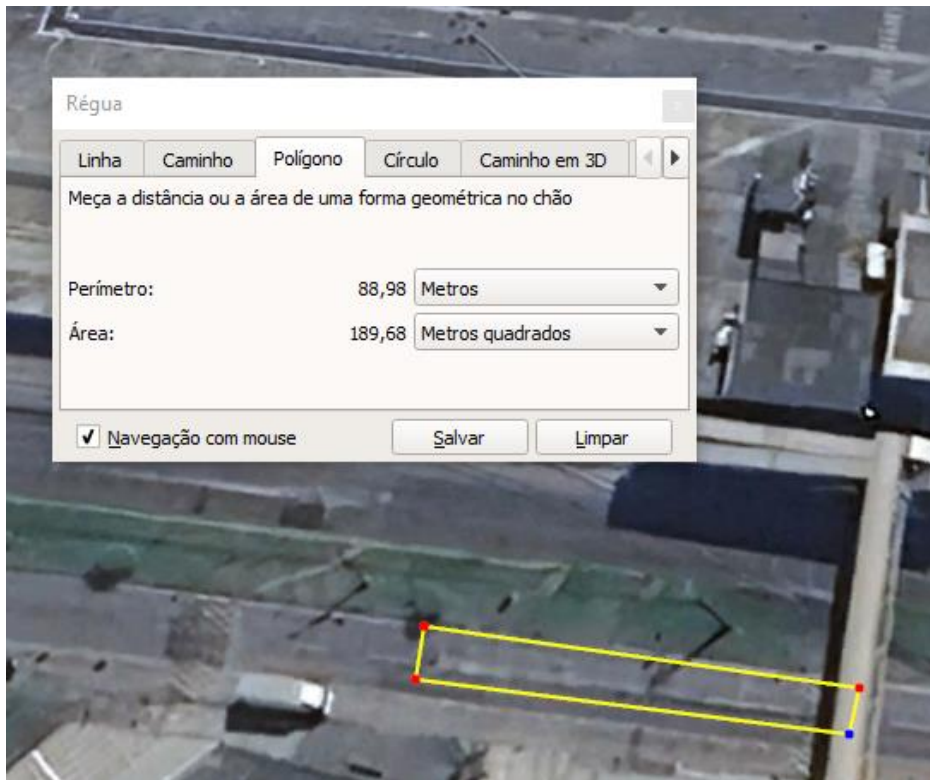 Régua
Linha Caminho Polígono Círculo Caminho em 3D
Meça a distância ou a área de uma forma geométrica no chão
Perímetro: 88,98 Metros
Área: 189,68 Metros quadrados
Navegação com mouse Salvar Limpar